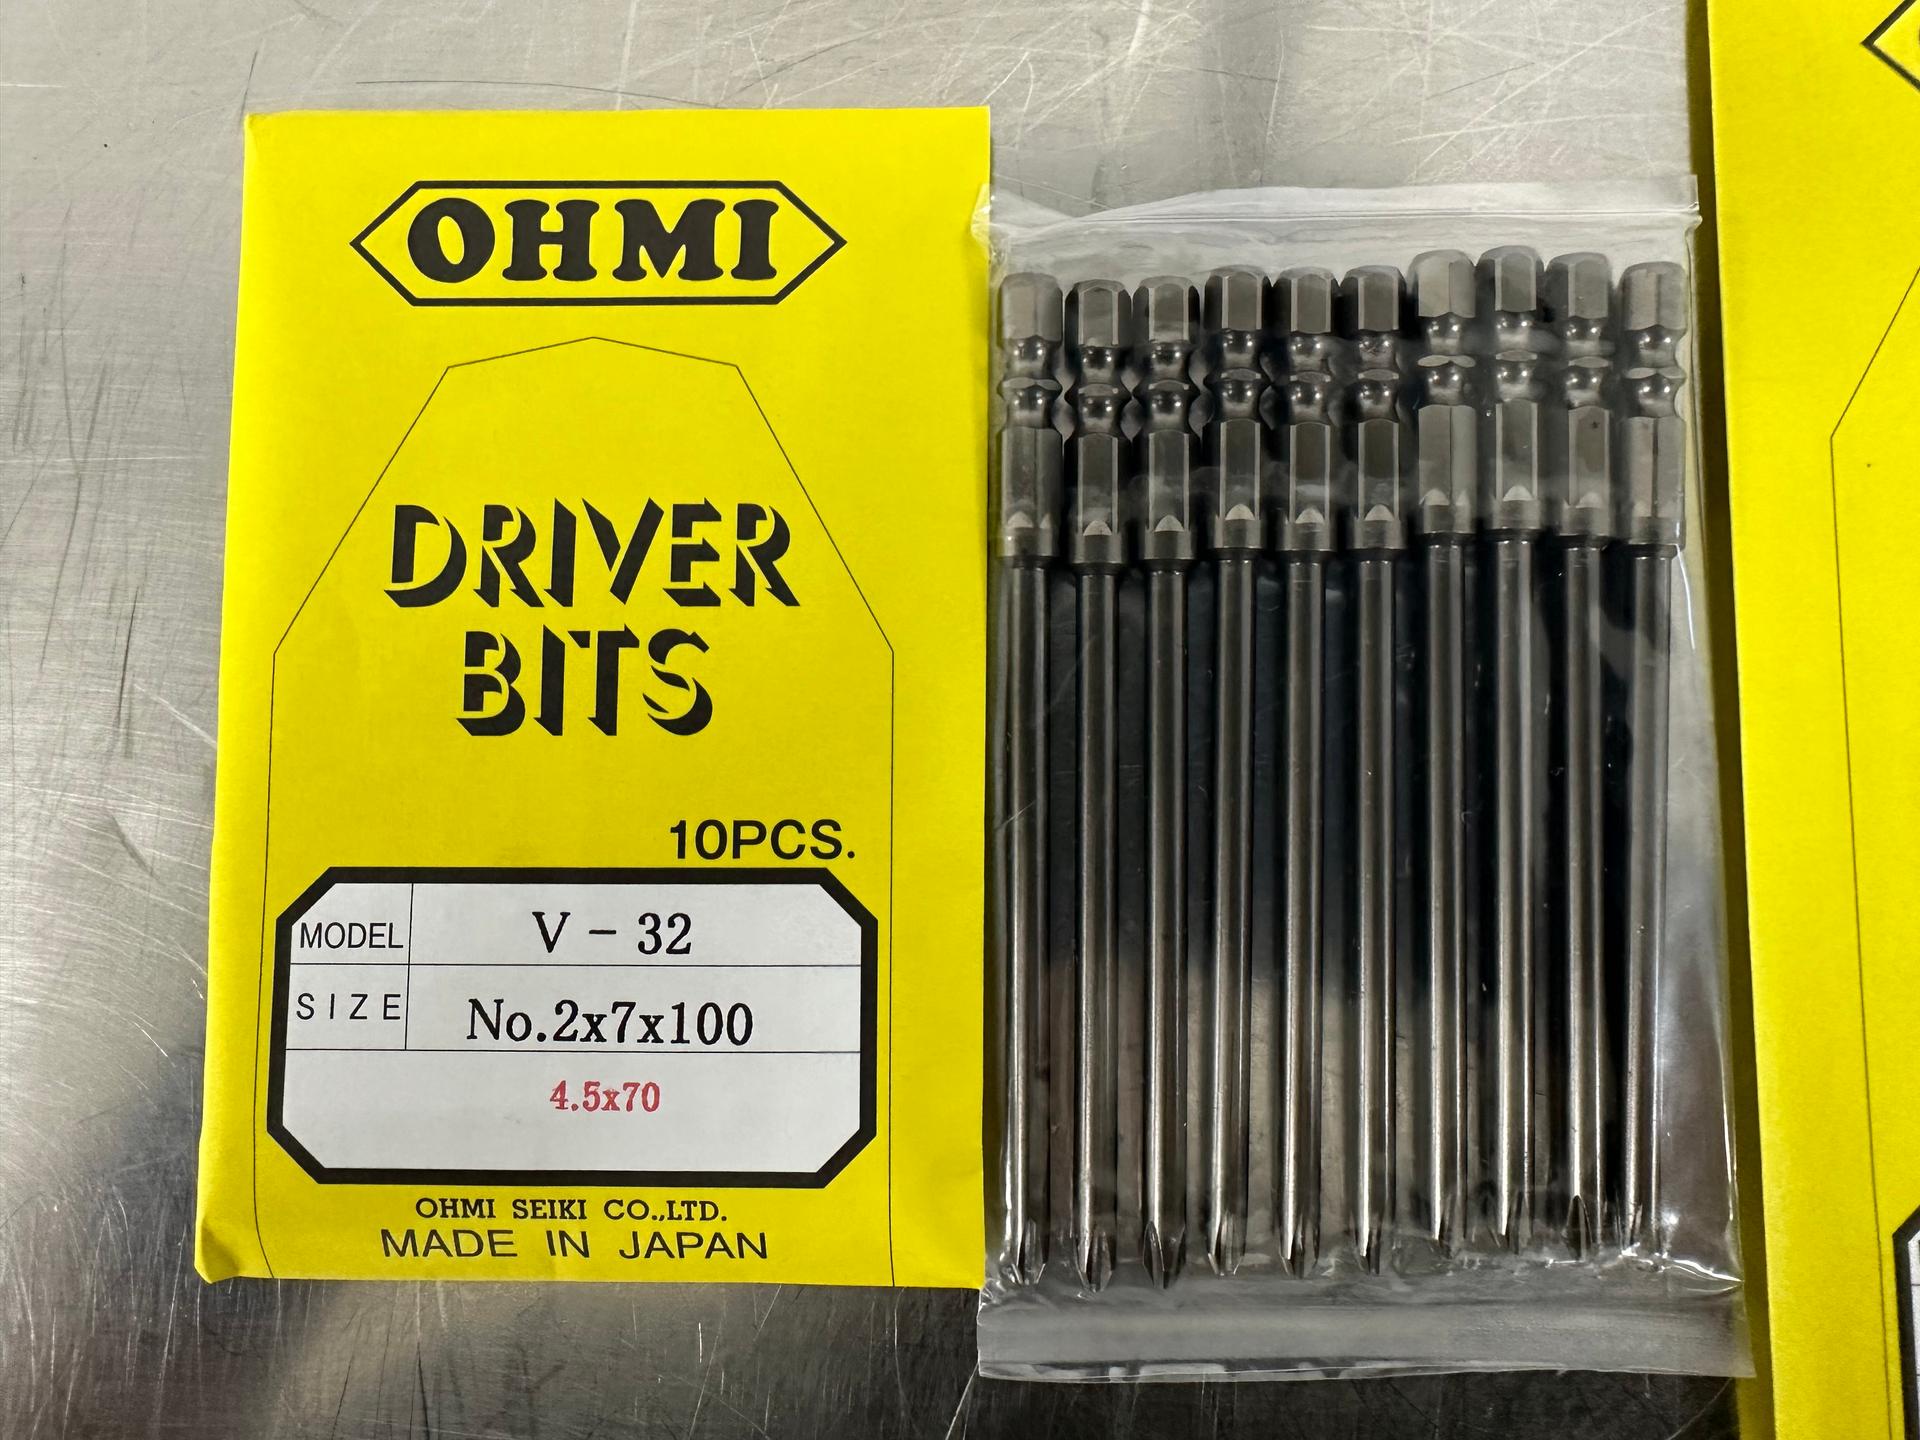 OHMI
DRIVER
BITS
10PCS.
MODEL V - 32
SIZE No.2x7x100
4.5x70
OHMI SEIKI CO.,LTD.
MADE IN JAPAN